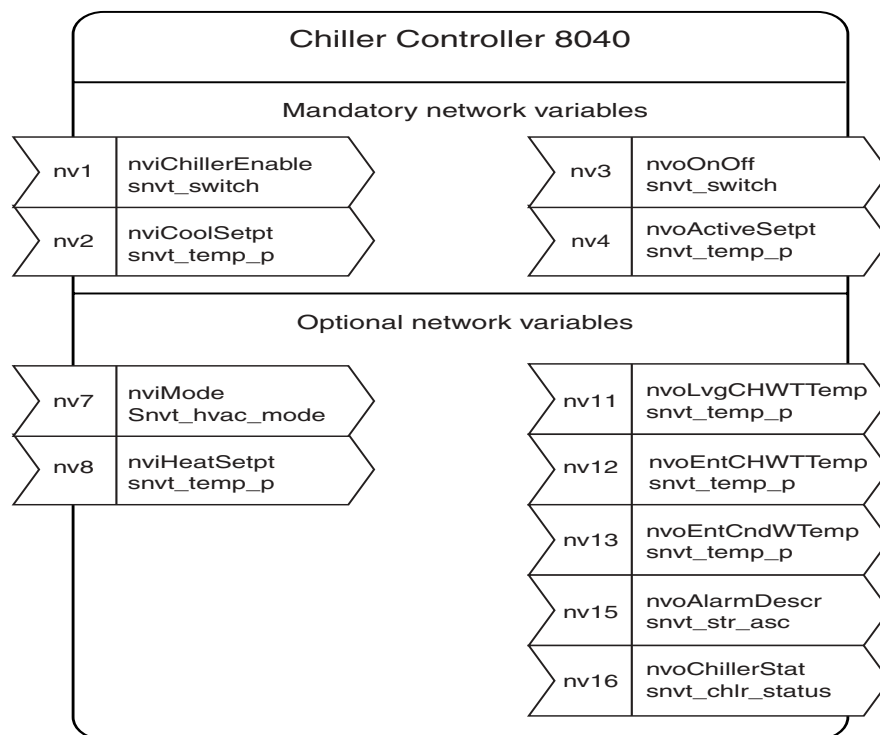 Chiller Controller 8040
Mandatory network variables
nv1
nviChillerEnable
snvt_switch
nv2
nviCoolSetpt
snvt_temp_p
nv3
nvoOnOff
snvt_switch
nv4
nvoActiveSetpt
snvt_temp_p
Optional network variables
nv7
nviMode
Snvt_hvac_mode
nv8
nviHeatSetpt
snvt_temp_p
nv11
nvoLvgCHWTTemp
snvt_temp_p
nv12
nvoEntCHWTTemp
snvt_temp_p
nv13
nvoEntCndWTemp
snvt_temp_p
nv15
nvoAlarmDescr
snvt_str_asc
nv16
nvoChillerStat
snvt_chlr_status